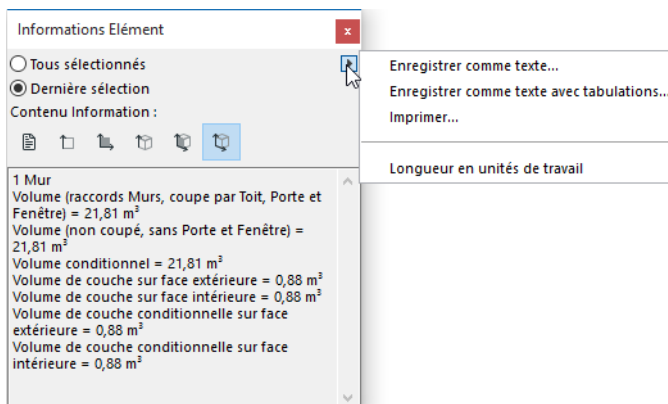 Informations Elément
x
Tous sélectionnés
Dernière sélection
Contenu Information :
1 Mur
Volume (raccords Murs, coupe par Toit, Porte et
Fenêtre) = 21,81 m³
Volume (non coupé, sans Porte et Fenêtre) =
21,81 m³
Volume conditionnel = 21,81 m³
Volume de couche sur face extérieure = 0,88 m³
Volume de couche sur face intérieure = 0,88 m³
Volume de couche conditionnelle sur face
extérieure = 0,88 m³
Volume de couche conditionnelle sur face
intérieure = 0,88 m³
Enregistrer comme texte...
Enregistrer comme texte avec tabulations...
Imprimer...
Longueur en unités de travail